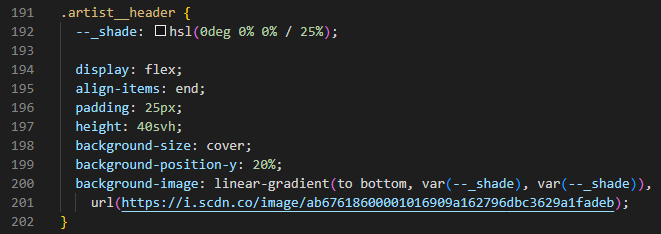 191 .artist__header {
192 --_shade: hsl(0deg 0% 0% / 25%);
193
194 display: flex;
195 align-items: end;
196 padding: 25px;
197 height: 40svh;
198 background-size: cover;
199 background-position-y: 20%;
200 background-image: linear-gradient(to bottom, var(--_shade), var(--_shade)),
201 url(https://i.scdn.co/image/ab67618600001016909a162796dbc3629a1fadeb);
202 }